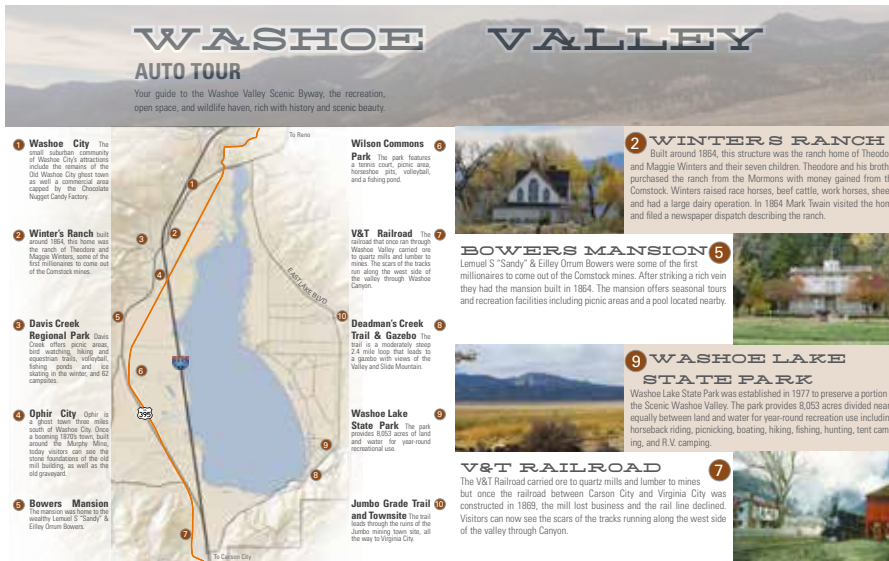 WASHOE VALLEY
AUTO TOUR
Your guide to the Washoe Valley Scenic Byway, the recreation,
open space, and wildlife haven, rich with history and scenic beauty.
1 Washoe City The
small suburban community
of Washoe City's attractions
include the remains of the
Old Washoe City ghost town
as well a commercial area
capped by the Chocolate
Nugget Candy Factory.
2 Winter's Ranch built
around 1864, this home was
the ranch of Theodore and
Maggie Winters, some of the
first millionaires to come out
of the Comstock mines.
3 Davis Creek
Regional Park Davis
Creek offers picnic areas,
bird watching, hiking and
equestrian trails, volleyball,
fishing ponds and ice
skating in the winter, and 62
campsites.
4 Ophir City Ophir is
a ghost town three miles
south of Washoe City. Once
a booming 1870's town, built
around the Murphy Mine,
today visitors can see the
stone foundations of the old
mill building, as well as the
old graveyard.
5 Bowers Mansion
The mansion was home to the
wealthy Lemuel S "Sandy" &
Eilley Orrum Bowers.
To Reno
1
2
3
4
EAST LAKE BLVD
5
10
6
395
9
8
7
To Carson City
Wilson Commons 6
Park The park features
a tennis court, picnic area,
horseshoe pits, volleyball,
and a fishing pond.
V&T Railroad The 7
railroad that once ran through
Washoe Valley carried ore
to quartz mills and lumber to
mines. The scars of the tracks
run along the west side of
the valley through Washoe
Canyon.
Deadman's Creek 8
Trail & Gazebo The
trail is a moderately steep
2.4 mile loop that leads to
a gazebo with views of the
Valley and Slide Mountain.
Washoe Lake 9
State Park The park
provides 8,053 acres of land
and water for year-round
recreational use.
Jumbo Grade Trail 10
and Townsite The trail
leads through the ruins of the
Jumbo mining town site, all
the way to Virginia City.
2 WINTERS RANCH
Built around 1864, this structure was the ranch home of Theodo
and Maggie Winters and their seven children. Theodore and his broth
purchased the ranch from the Mormons with money gained from t
Comstock. Winters raised race horses, beef cattle, work horses, shee
and had a large dairy operation. In 1864 Mark Twain visited the hom
and filed a newspaper dispatch describing the ranch.
BOWERS MANSION 5
Lemuel S "Sandy" & Eilley Orrum Bowers were some of the first
millionaires to come out of the Comstock mines. After striking a rich vein
they had the mansion built in 1864. The mansion offers seasonal tours
and recreation facilities including picnic areas and a pool located nearby.
9 WASHOE LAKE
STATE PARK
Washoe Lake State Park was established in 1977 to preserve a portion
the Scenic Washoe Valley. The park provides 8,053 acres divided near
equally between land and water for year-round recreation use includin
horseback riding, picnicking, boating, hiking, fishing, hunting, tent cam
ing, and R.V. camping.
V&T RAILROAD 7
The V&T Railroad carried ore to quartz mills and lumber to mines
but once the railroad between Carson City and Virginia City was
constructed in 1869, the mill lost business and the rail line declined.
Visitors can now see the scars of the tracks running along the west side
of the valley through Canyon.